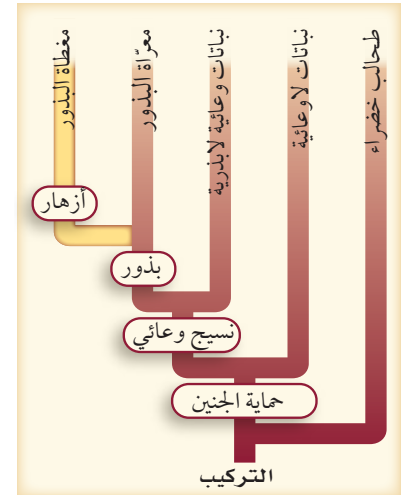 طحالب خضراء
نباتات لاوعائية
نباتات وعائية لابذرية
معرّاة البذور
مغطاة البذور
أزهار
بذور
نسيج وعائي
حماية الجنين
التركيب